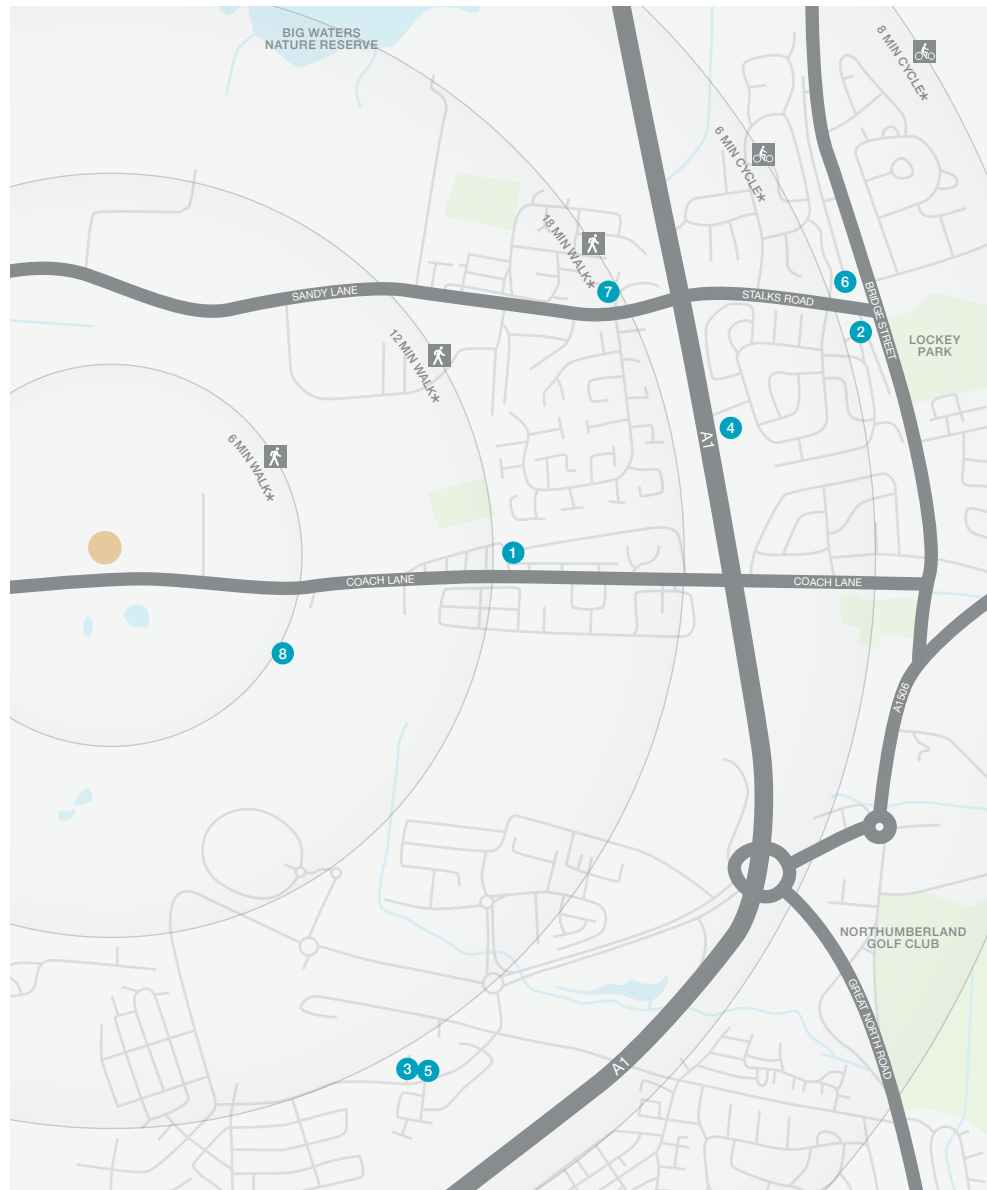 BIG WATERS
NATURE RESERVE
8 MIN CYCLE*
6 MIN CYCLE*
18 MIN WALK*
7
6
SANDY LANE
STALKS ROAD
BRIDGE STREET
2
LOCKEY
PARK
12 MIN WALK*
4
A1
6 MIN WALK*
1
COACH LANE
COACH LANE
8
A1506
NORTHUMBERLAND
GOLF CLUB
GREAT NORTH ROAD
3
5
A1